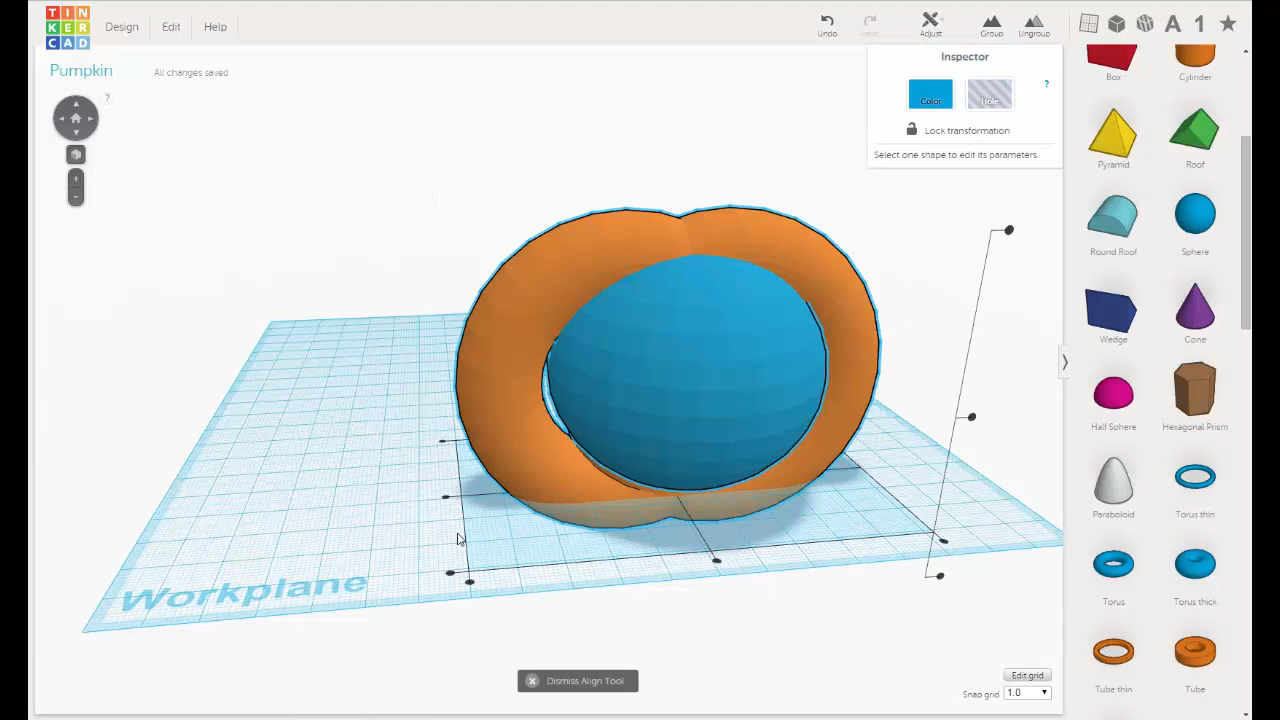 TIN
KER
CAD
Design Edit Help
Undo Redo Adjust Group Ungroup
A 1
Pumpkin All changes saved
?
Inspector
Color Hole ?
Lock transformation
Select one shape to edit its parameters.
Box Cylinder
Pyramid Roof
Round Roof Sphere
Wedge Cone
Half Sphere Hexagonal Prism
Paraboloid Torus thin
Torus Torus thick
Tube thin Tube
Workplane
Dismiss Align Tool
Edit grid
Snap grid 1.0